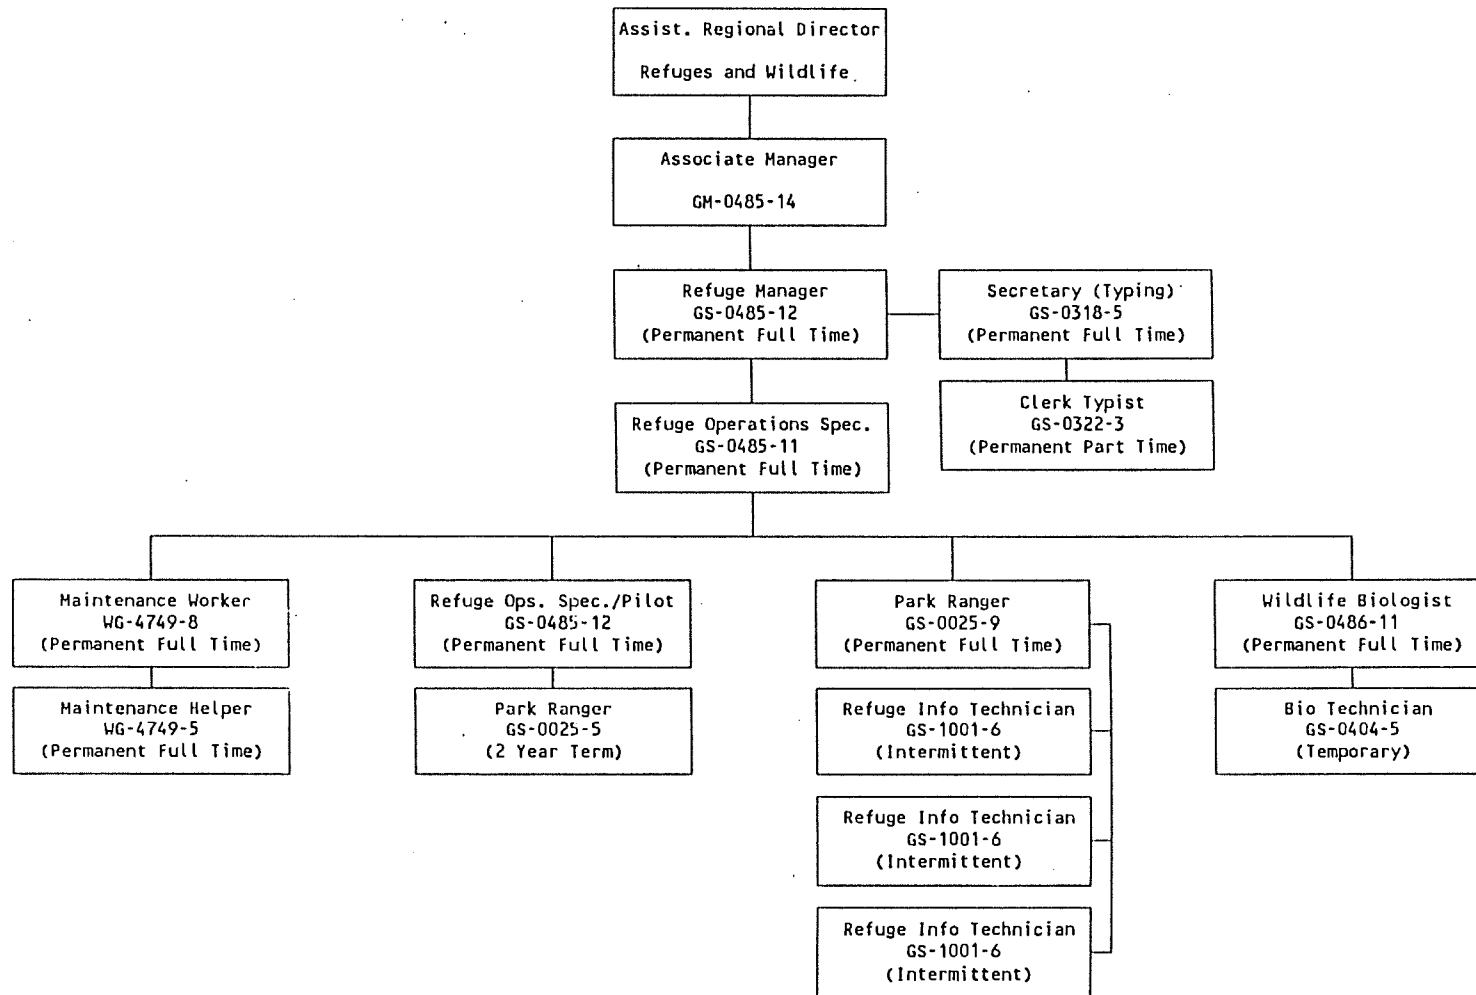 Assist. Regional Director
Refuges and Wildlife
Associate Manager
GM-0485-14
Refuge Manager
GS-0485-12
(Permanent Full Time)
Secretary (Typing)
GS-0318-5
(Permanent Full Time)
Clerk Typist
GS-0322-3
(Permanent Part Time)
Refuge Operations Spec.
GS-0485-11
(Permanent Full Time)
Maintenance Worker
WG-4749-8
(Permanent Full Time)
Maintenance Helper
WG-4749-5
(Permanent Full Time)
Refuge Ops. Spec./Pilot
GS-0485-12
(Permanent Full Time)
Park Ranger
GS-0025-5
(2 Year Term)
Park Ranger
GS-0025-9
(Permanent Full Time)
Refuge Info Technician
GS-1001-6
(Intermittent)
Refuge Info Technician
GS-1001-6
(Intermittent)
Refuge Info Technician
GS-1001-6
(Intermittent)
Wildlife Biologist
GS-0486-11
(Permanent Full Time)
Bio Technician
GS-0404-5
(Temporary)